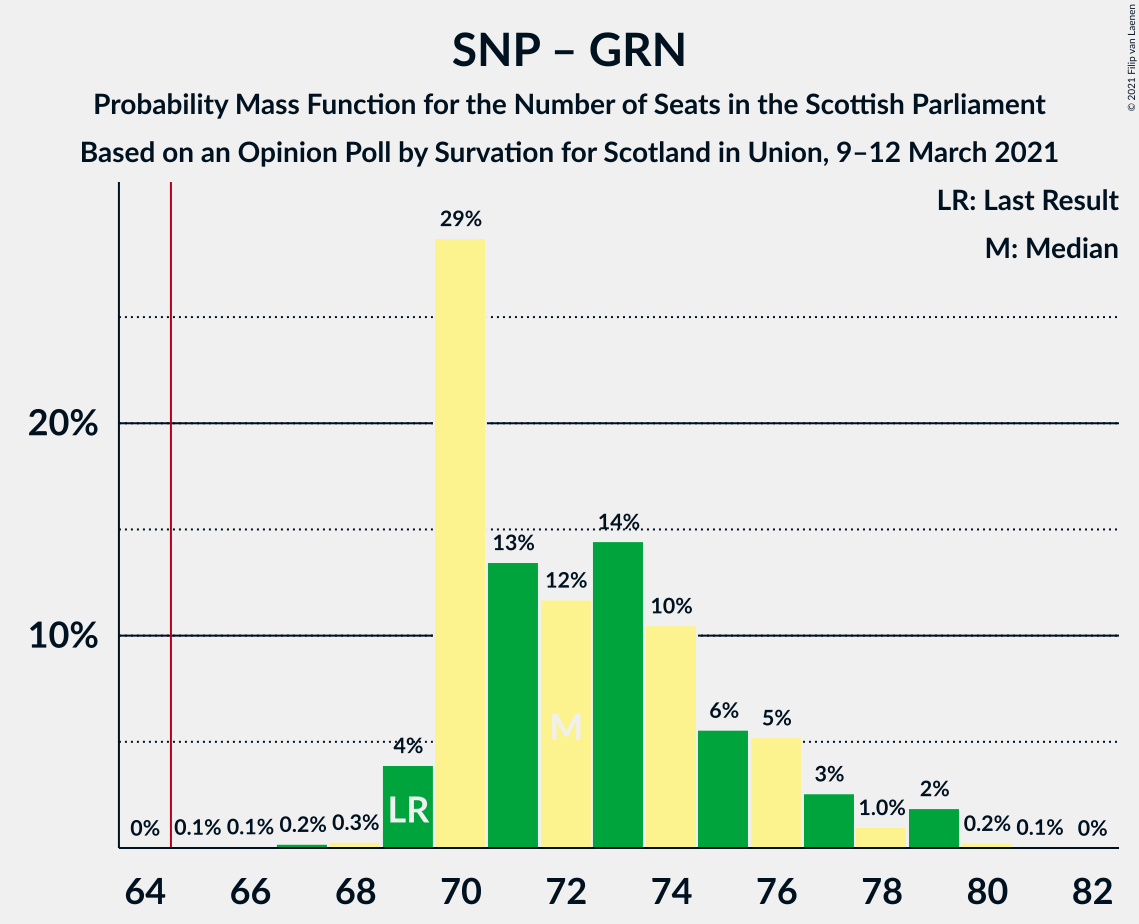 SNP – GRN
Probability Mass Function for the Number of Seats in the Scottish Parliament
Based on an Opinion Poll by Survation for Scotland in Union, 9–12 March 2021
© 2021 Filip van Laenen
LR: Last Result
M: Median
20%
10%
0%
0.1%
0.1%
0.2%
0.3%
4%
29%
13%
12%
14%
10%
6%
5%
3%
1.0%
2%
0.2%
0.1%
0%
LR
M
64 66 68 70 72 74 76 78 80 82